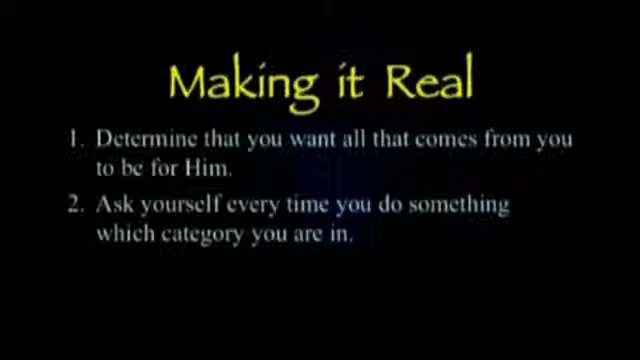 Making it Real
1. Determine that you want all that comes from you
to be for Him.
2. Ask yourself every time you do something
which category you are in.